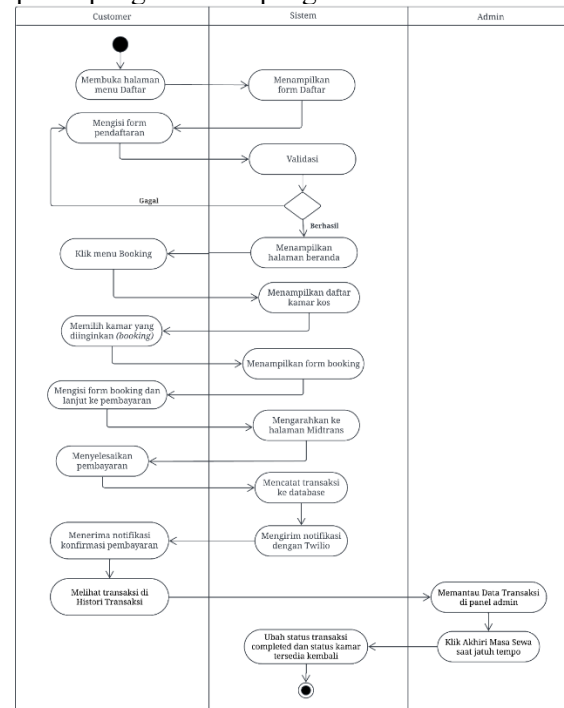 Customer
Sistem
Admin
Membuka halaman
menu Daftar
Menampilkan
form Daftar
Mengisi form
pendaftaran
Validasi
Gagal
Berhasil
Menampilkan
halaman beranda
Klik menu Booking
Menampilkan daftar
kamar kos
Memilih kamar yang
diinginkan (booking)
Menampilkan form booking
Mengisi form booking dan
lanjut ke pembayaran
Mengarahkan ke
halaman Midtrans
Menyelesaikan
pembayaran
Mencatat transaksi
ke database
Mengirim notifikasi
dengan Twilio
Menerima notifikasi
konfirmasi pembayaran
Melihat transaksi di
Histori Transaksi
Memantau Data Transaksi
di panel admin
Klik Akhiri Masa Sewa
saat jatuh tempo
Ubah status transaksi
completed dan status kamar
tersedia kembali